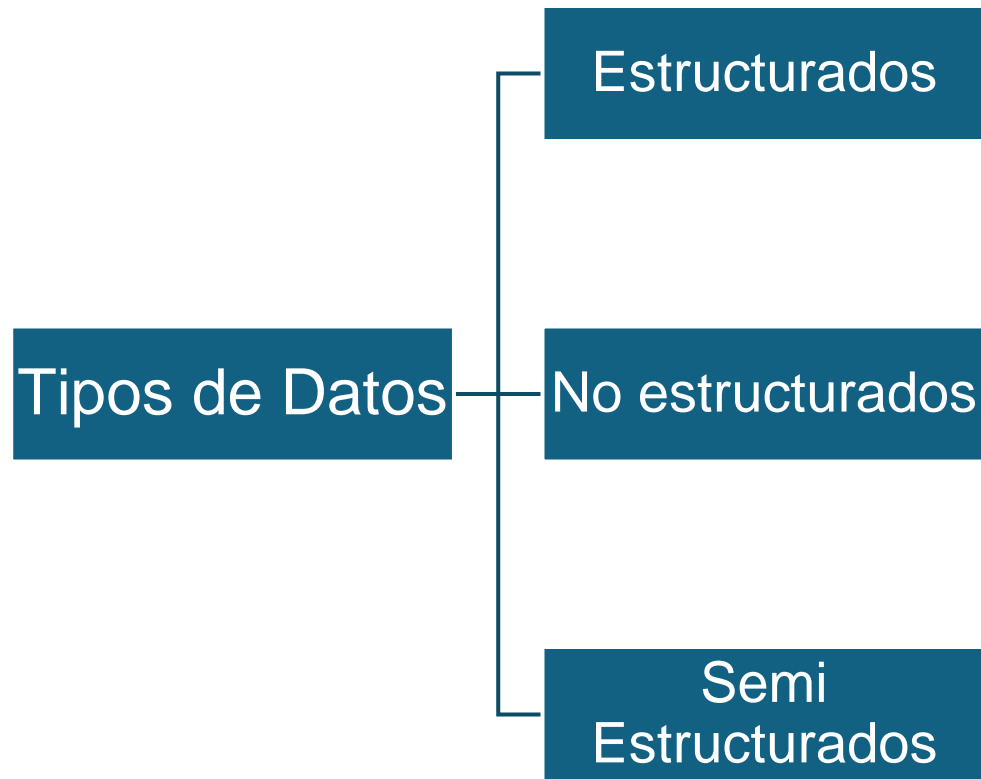 Estructurados
Tipos de Datos
No estructurados
Semi
Estructurados